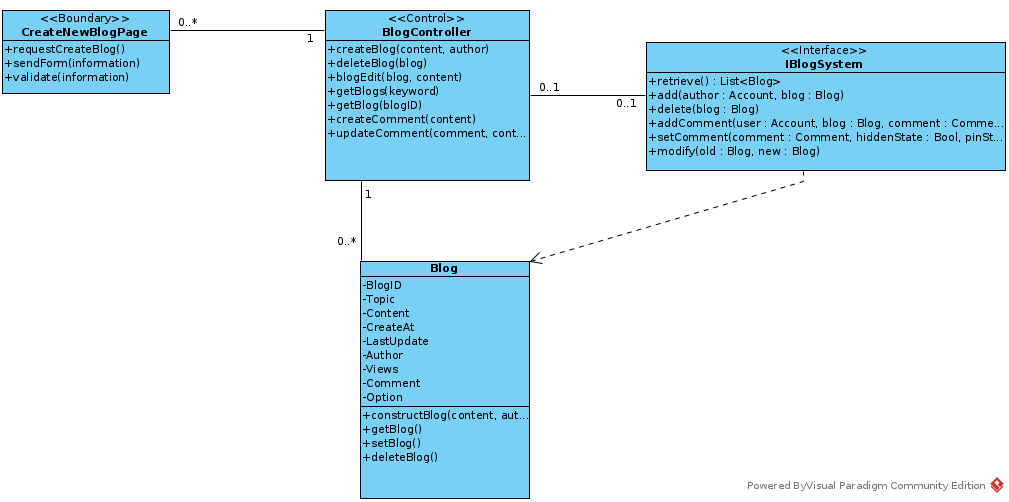 <<Boundary>>
CreateNewBlogPage
+requestCreateBlog()
+sendForm(information)
+validate(information)
0..*
1
<<Control>>
BlogController
+createBlog(content, author)
+deleteBlog(blog)
+blogEdit(blog, content)
+getBlogs(keyword)
+getBlog(blogID)
+createComment(content)
+updateComment(comment, cont...
0..1
0..1
<<Interface>>
IBlogSystem
+retrieve() : List<Blog>
+add(author : Account, blog : Blog)
+delete(blog : Blog)
+addComment(user : Account, blog : Blog, comment : Comme...
+setComment(comment : Comment, hiddenState : Bool, pinSt...
+modify(old : Blog, new : Blog)
1
0..*
Blog
-BlogID
-Topic
-Content
-CreateAt
-LastUpdate
-Author
-Views
-Comment
-Option
+constructBlog(content, aut...
+getBlog()
+setBlog()
+deleteBlog()
Powered ByVisual Paradigm Community Edition